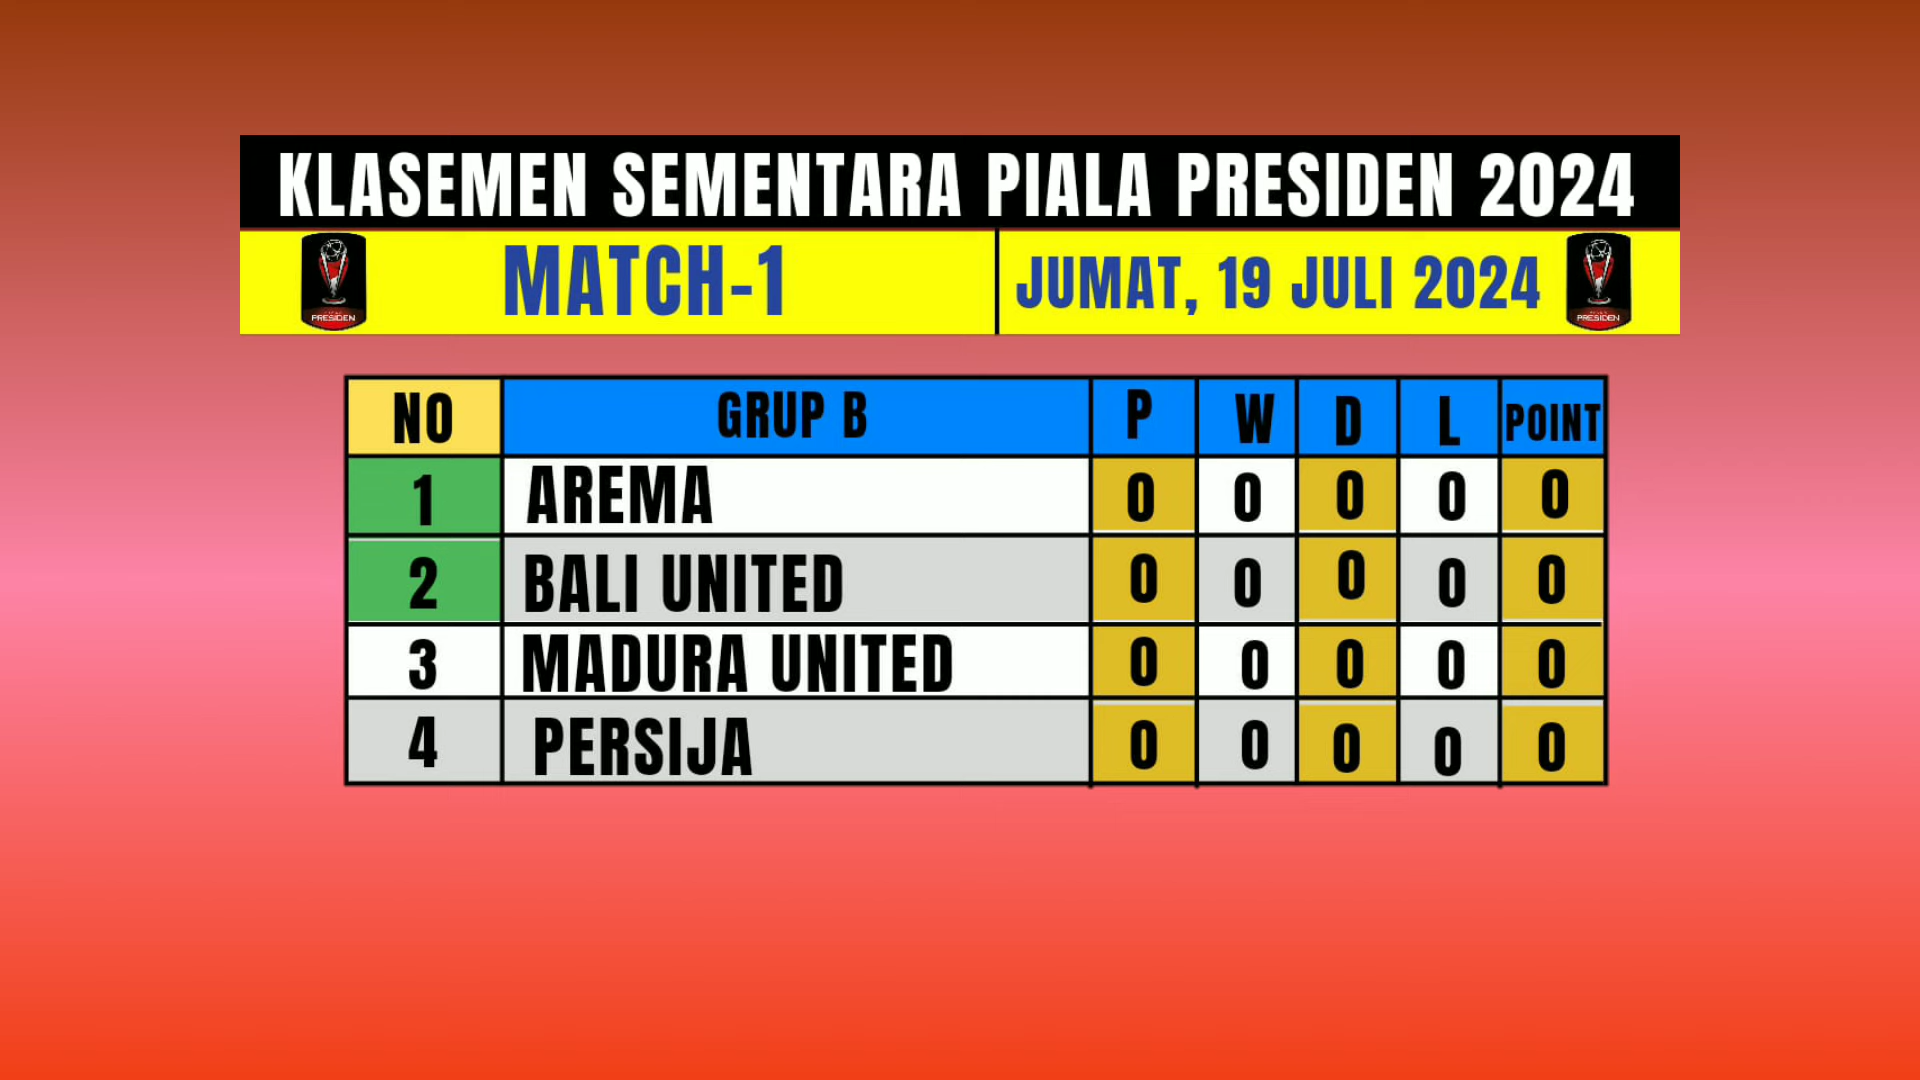 KLASEMEN SEMENTARA PIALA PRESIDEN 2024
PRESIDEN
MATCH-1
JUMAT, 19 JULI 2024
PRESIDEN
NO GRUP B P W D L POINT
1 AREMA 0 0 0 0 0
2 BALI UNITED 0 0 0 0 0
3 MADURA UNITED 0 0 0 0 0
4 PERSIJA 0 0 0 0 0